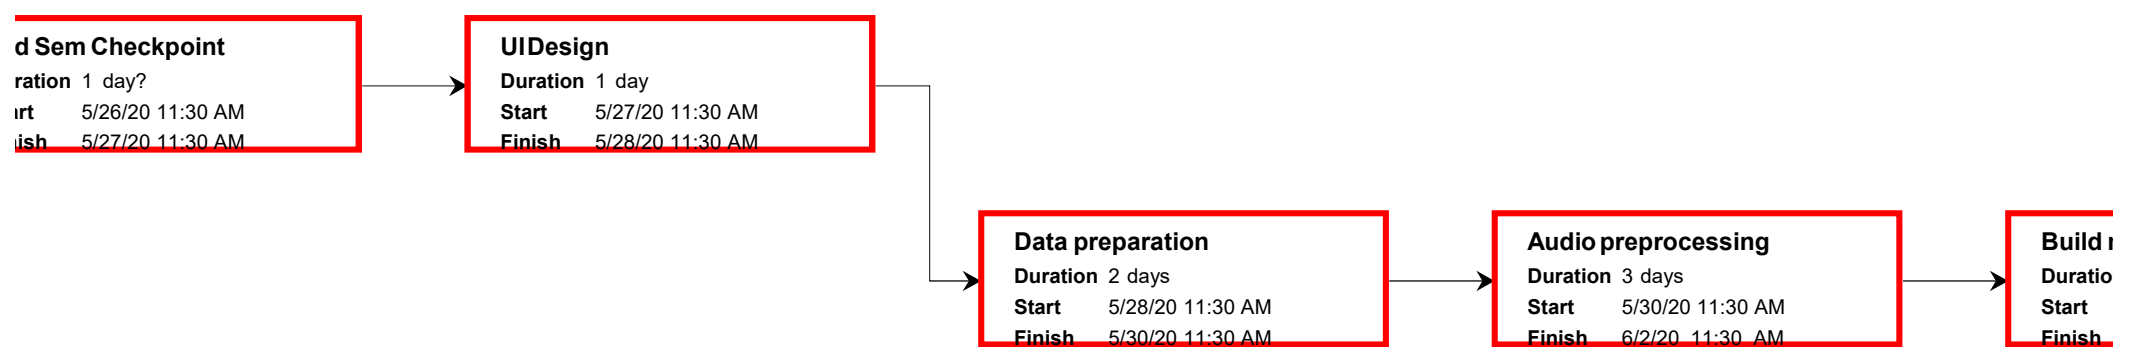 d Sem Checkpoint
ration 1 day?
art 5/26/20 11:30 AM
ish 5/27/20 11:30 AM
UIDesign
Duration 1 day
Start 5/27/20 11:30 AM
Finish 5/28/20 11:30 AM
Data preparation
Duration 2 days
Start 5/28/20 11:30 AM
Finish 5/30/20 11:30 AM
Audio preprocessing
Duration 3 days
Start 5/30/20 11:30 AM
Finish 6/2/20 11:30 AM
Build
Duratio
Start
Finish